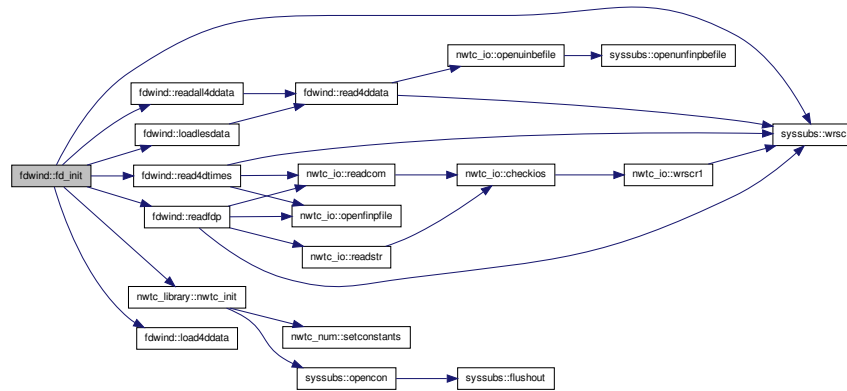 nwtc_io::openuinbefile
syssubs::openunfinpbefile
fdwind::readall4ddata
fdwind::read4ddata
fdwind::loadlesdata
syssubs::wrscr
fdwind::fd_init
fdwind::read4dtimes
nwtc_io::readcom
nwtc_io::checkios
nwtc_io::wrscr1
fdwind::readfdp
nwtc_io::openfinpfile
nwtc_io::readstr
nwtc_library::nwtc_init
fdwind::load4ddata
nwtc_num::setconstants
syssubs::opencon
syssubs::flushout